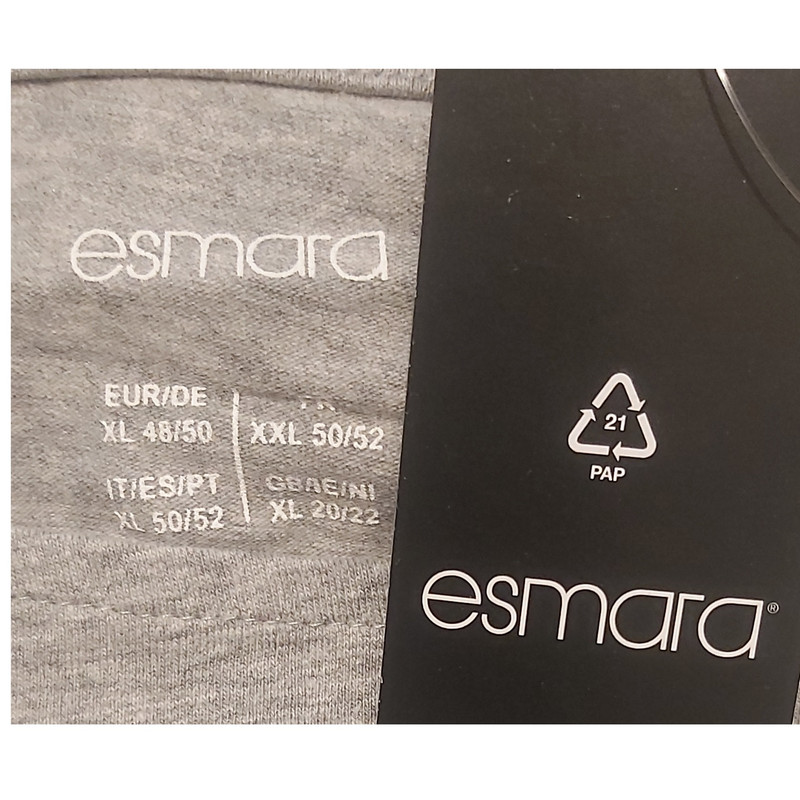 esmara
EUR/DE
XL 48/50
XXL 50/52
IT/ES/PT
XL 50/52
XL 20/22
21
PAP
esmara®